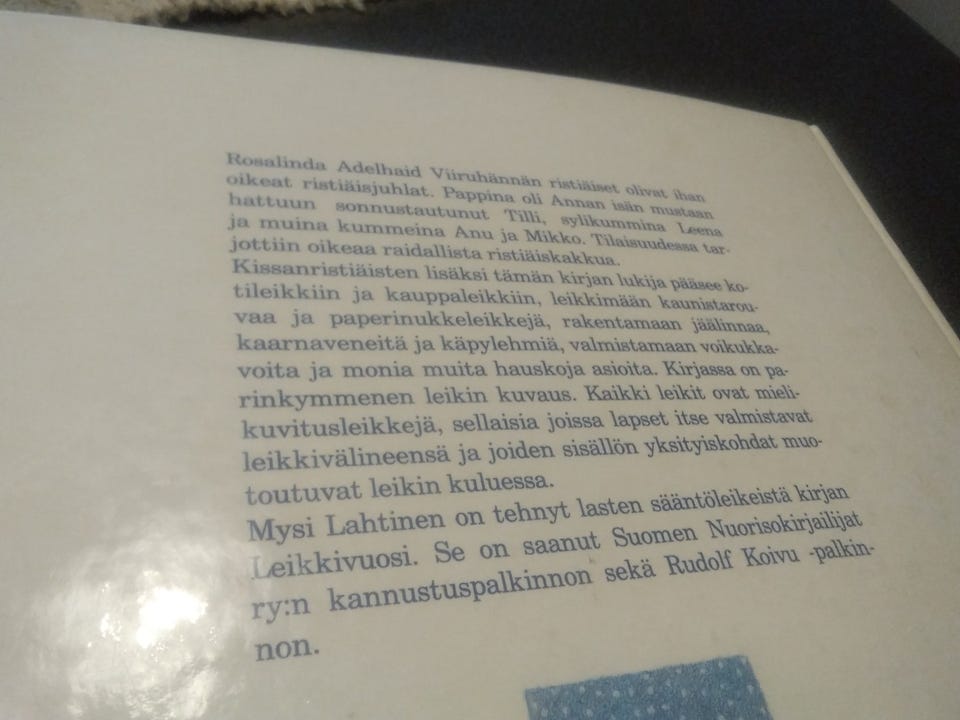 Rosalinda Adelhaid Viiruhännän ristiäiset olivat ihan
oikeat ristiäisjuhlat. Pappina oli Annan isän mustaan
hattuun sonnustautunut Tilli, sylikummina Leena
ja muina kummeina Anu ja Mikko. Tilaisuudessa tar-
jottiin oikeaa raidallista ristiäiskakkua.
Kissanristiäisten lisäksi tämän kirjan lukija pääsee ko-
tileikkiin ja kauppaleikkiin, leikkimään kaunistarou-
vaa ja paperinukkeleikkejä, rakentamaan jäälinnaa,
kaarnaveneitä ja käpylehmiä, valmistamaan voikukka-
voita ja monia muita hauskoja asioita. Kirjassa on pa-
rinkymmenen leikin kuvaus. Kaikki leikit ovat mieli-
kuvitusleikkejä, sellaisia joissa lapset itse valmistavat
leikkivälineensä ja joiden sisällön yksityiskohdat muo-
toutuvat leikin kuluessa.
Mysi Lahtinen on tehnyt lasten sääntöleikeistä kirjan
Leikkivuosi. Se on saanut Suomen Nuorisokirjailijat
ry:n kannustuspalkinnon sekä Rudolf Koivu -palkin-
non.